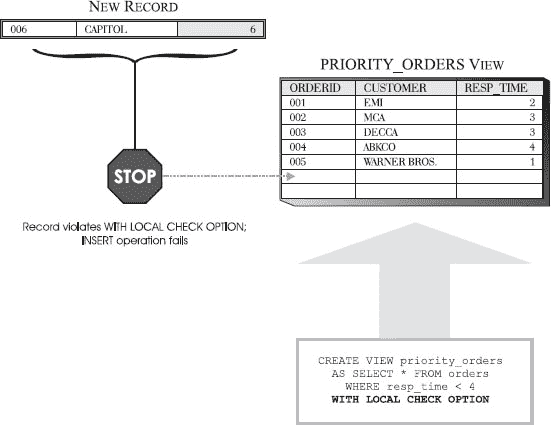 NEW RECORD
006 CAPITOL 6
PRIORITY_ORDERS VIEW
ORDERID CUSTOMER RESP_TIME
001 EMI 2
002 MCA 3
003 DECCA 3
004 ABKCO 4
005 WARNER BROS. 1
STOP
Record violates WITH LOCAL CHECK OPTION;
INSERT operation fails
CREATE VIEW priority_orders
AS SELECT * FROM orders
WHERE resp_time < 4
WITH LOCAL CHECK OPTION